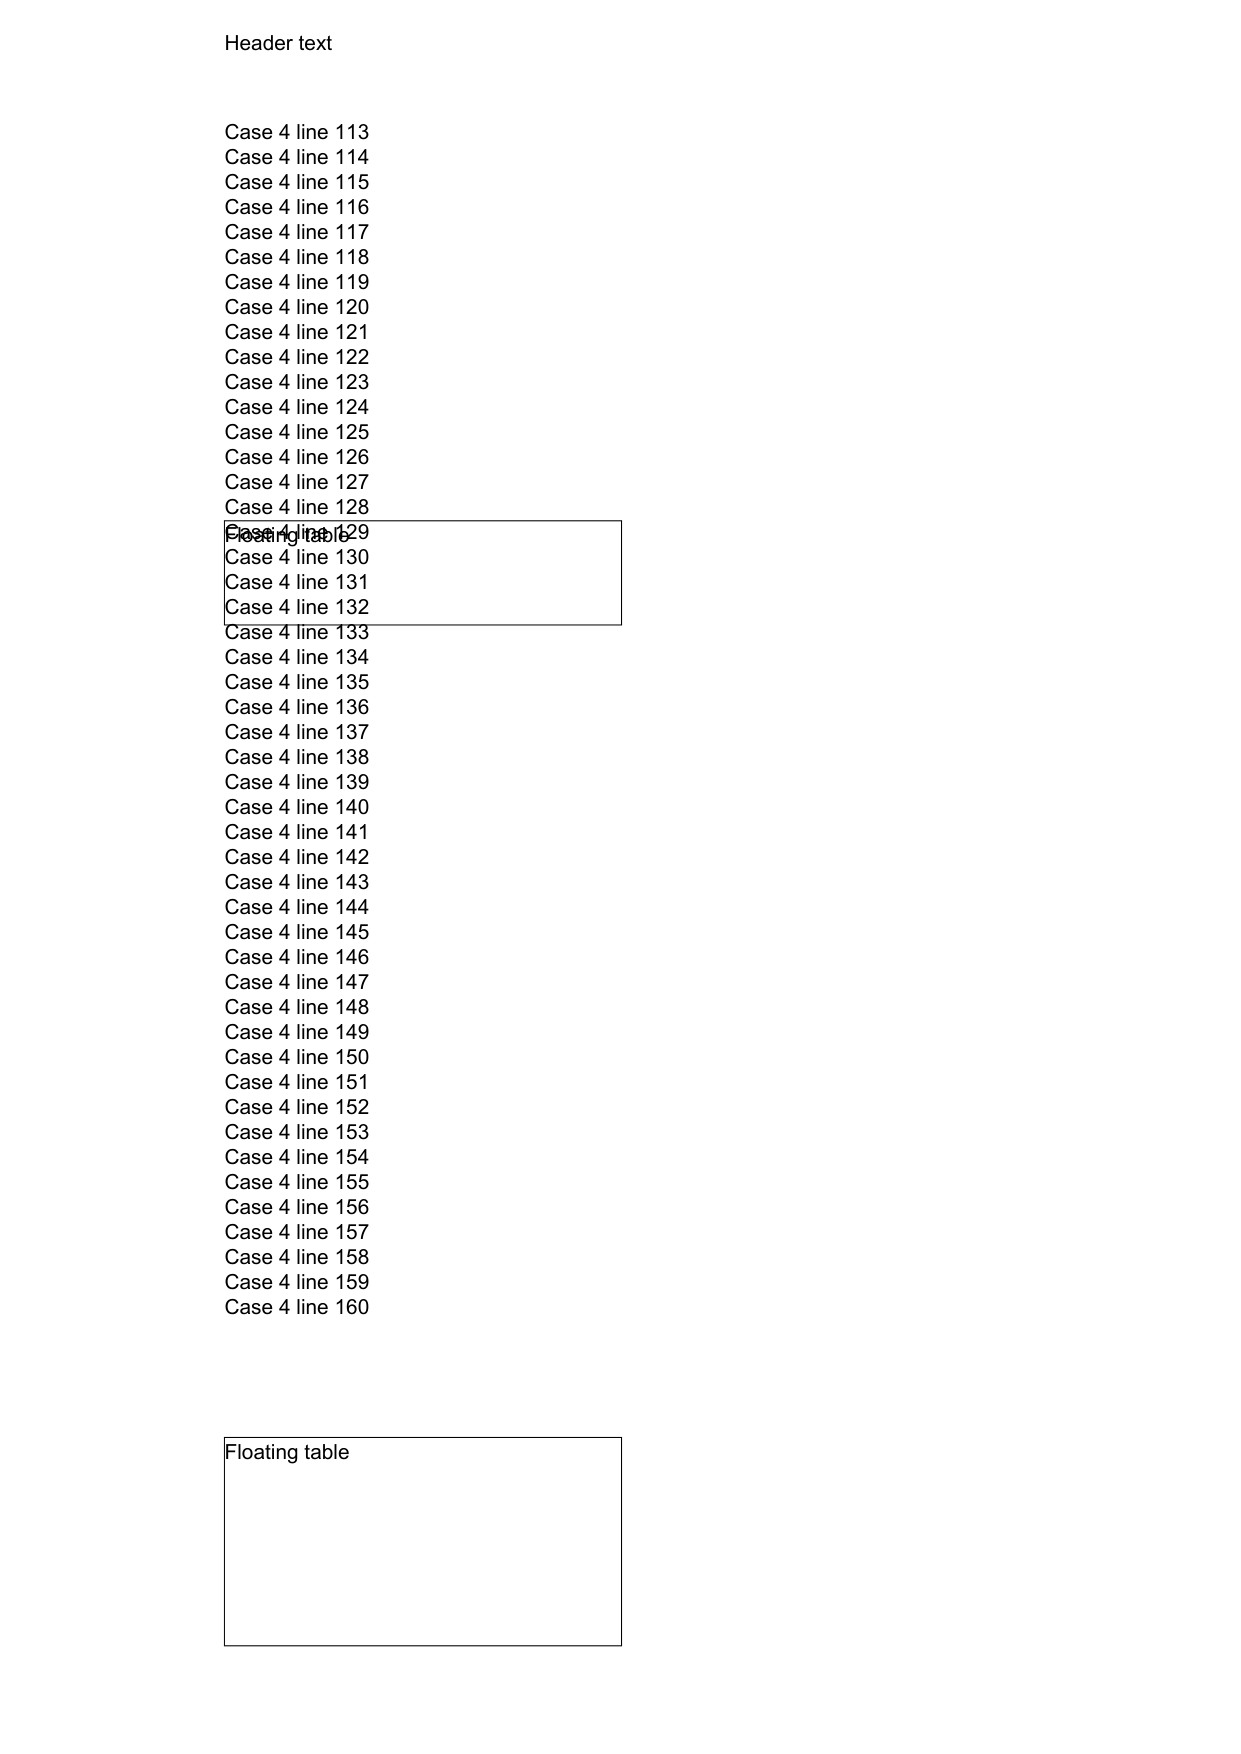 Header text
Case 4 line 113
Case 4 line 114
Case 4 line 115
Case 4 line 116
Case 4 line 117
Case 4 line 118
Case 4 line 119
Case 4 line 120
Case 4 line 121
Case 4 line 122
Case 4 line 123
Case 4 line 124
Case 4 line 125
Case 4 line 126
Case 4 line 127
Case 4 line 128
Case 4 line 129
Floating table
Case 4 line 130
Case 4 line 131
Case 4 line 132
Case 4 line 133
Case 4 line 134
Case 4 line 135
Case 4 line 136
Case 4 line 137
Case 4 line 138
Case 4 line 139
Case 4 line 140
Case 4 line 141
Case 4 line 142
Case 4 line 143
Case 4 line 144
Case 4 line 145
Case 4 line 146
Case 4 line 147
Case 4 line 148
Case 4 line 149
Case 4 line 150
Case 4 line 151
Case 4 line 152
Case 4 line 153
Case 4 line 154
Case 4 line 155
Case 4 line 156
Case 4 line 157
Case 4 line 158
Case 4 line 159
Case 4 line 160
Floating table